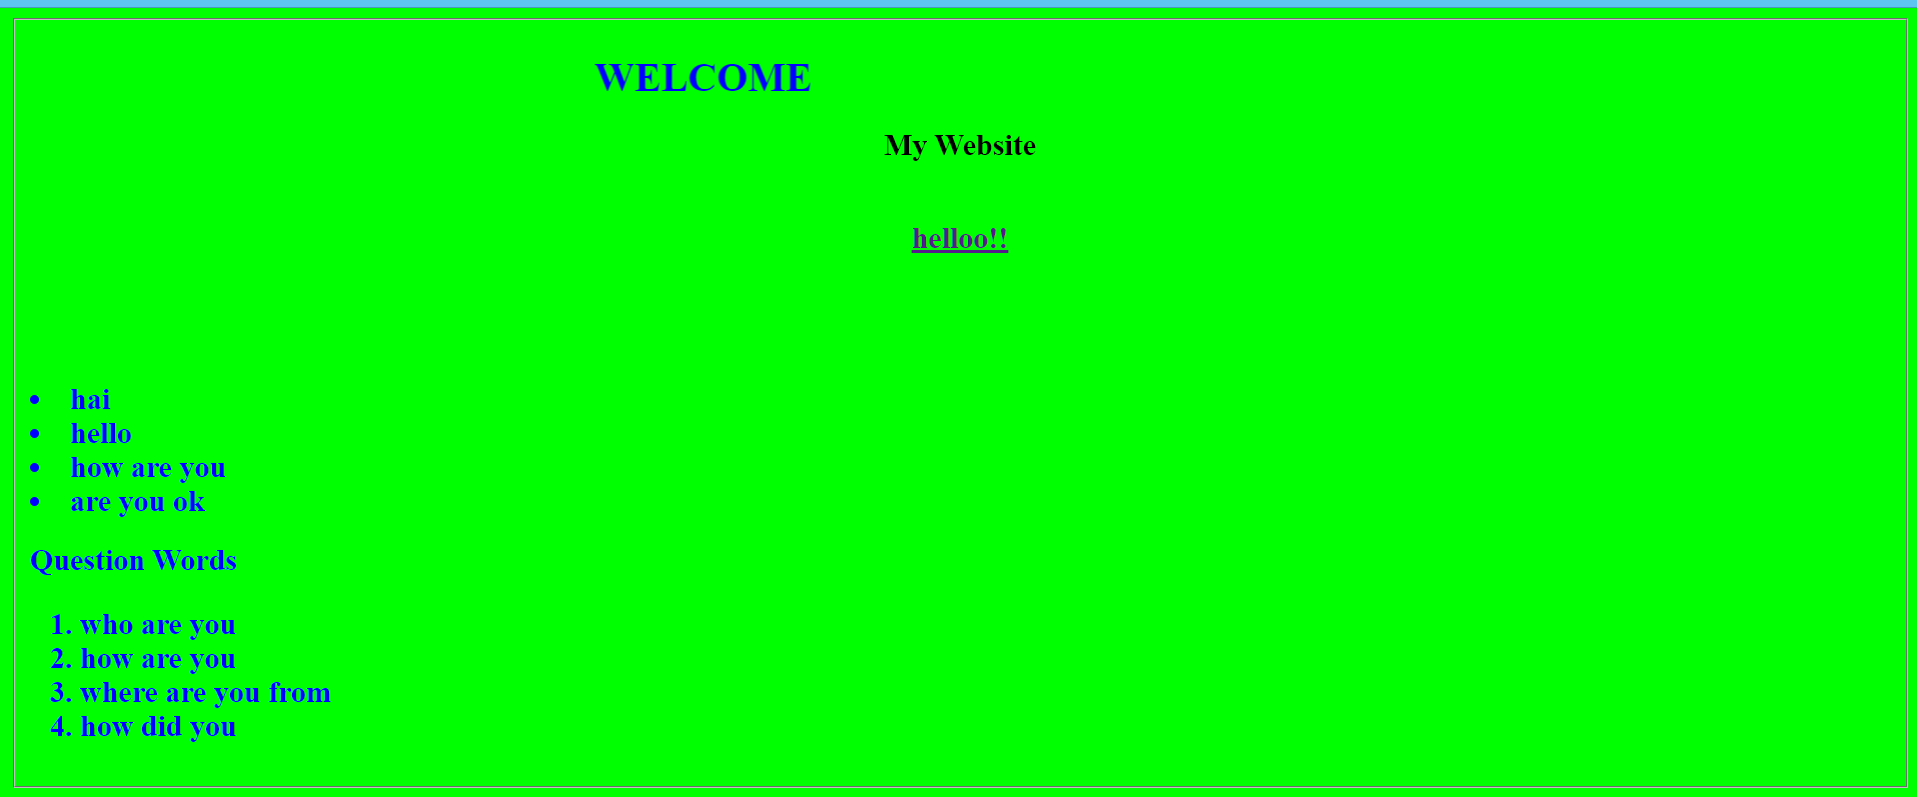 WELCOME
My Website
helloo!!
• hai
• hello
• how are you
• are you ok
Question Words
1. who are you
2. how are you
3. where are you from
4. how did you